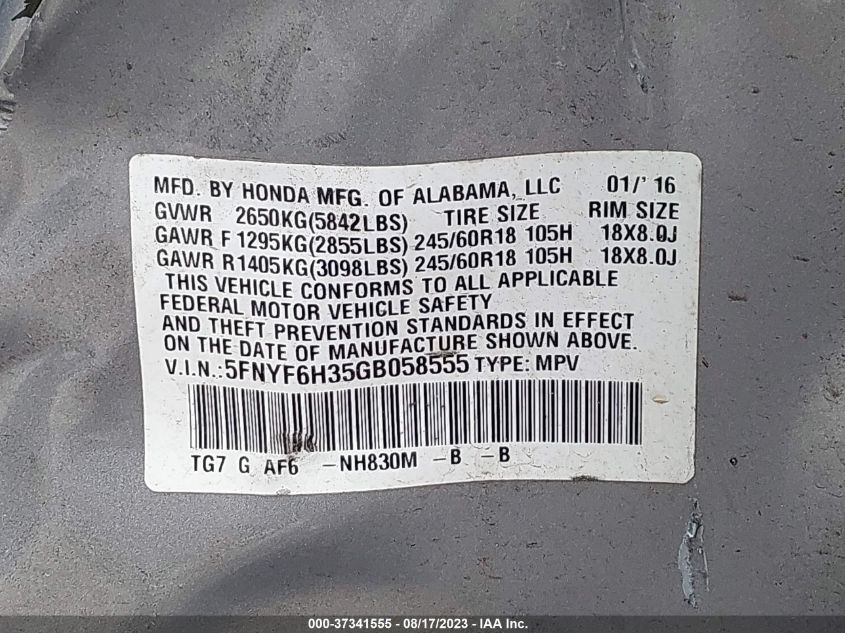 MFD. BY HONDA MFG. OF ALABAMA, LLC 01/'16
GVWR 2650KG(5842LBS) TIRE SIZE RIM SIZE
GAWR F 1295KG(2855LBS) 245/60R18 105H 18X8.0J
GAWR R1405KG(3098LBS) 245/60R18 105H 18X8.0J
THIS VEHICLE CONFORMS TO ALL APPLICABLE
FEDERAL MOTOR VEHICLE SAFETY
AND THEFT PREVENTION STANDARDS IN EFFECT
ON THE DATE OF MANUFACTURE SHOWN ABOVE.
V.I.N.:5FNYF6H35GB058555 TYPE: MPV
TG7 G AF6 -NH830M -B -B
000-37341555 - 08/17/2023 - IAA Inc.